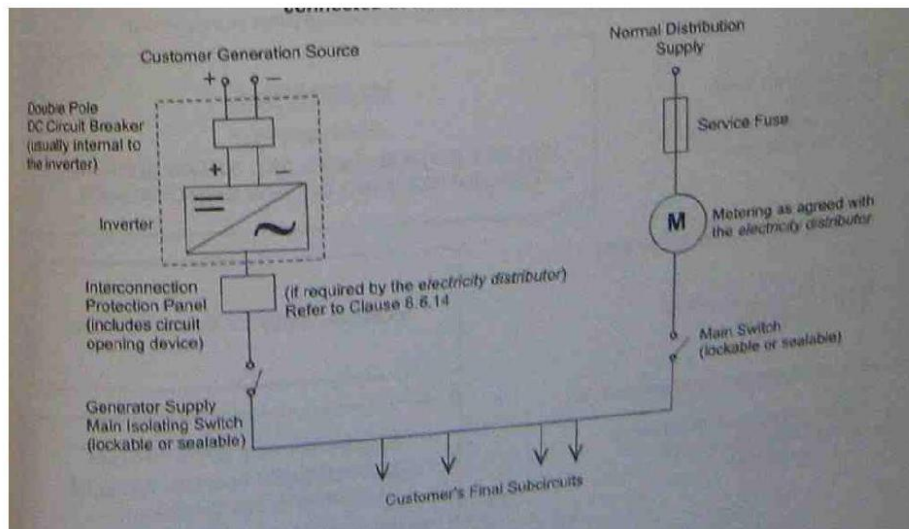 Customer Generation Source
+ –
Double Pole
DC Circuit Breaker
(usually internal to
the inverter)
+ –
Inverter
Interconnection
Protection Panel
(includes circuit
opening device)
(if required by the electricity distributor)
Refer to Clause 6.6.14
Generator Supply
Main Isolating Switch
(lockable or sealable)
Normal Distribution
Supply
Service Fuse
M
Metering as agreed with
the electricity distributor
Main Switch
(lockable or sealable)
Customer's Final Subcircuits